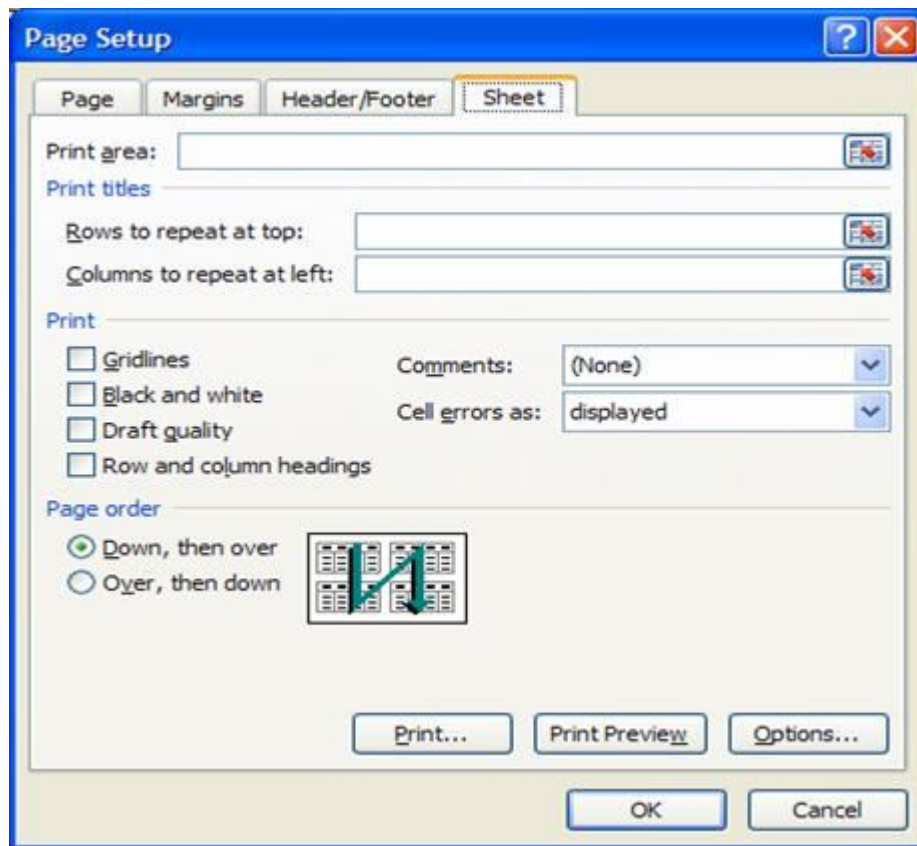 Page Setup
Page Margins Header/Footer Sheet
Print area:
Print titles
Rows to repeat at top:
Columns to repeat at left:
Print
Gridlines
Black and white
Draft quality
Row and column headings
Comments: (None)
Cell errors as: displayed
Page order
Down, then over
Over, then down
Print... Print Preview Options...
OK Cancel